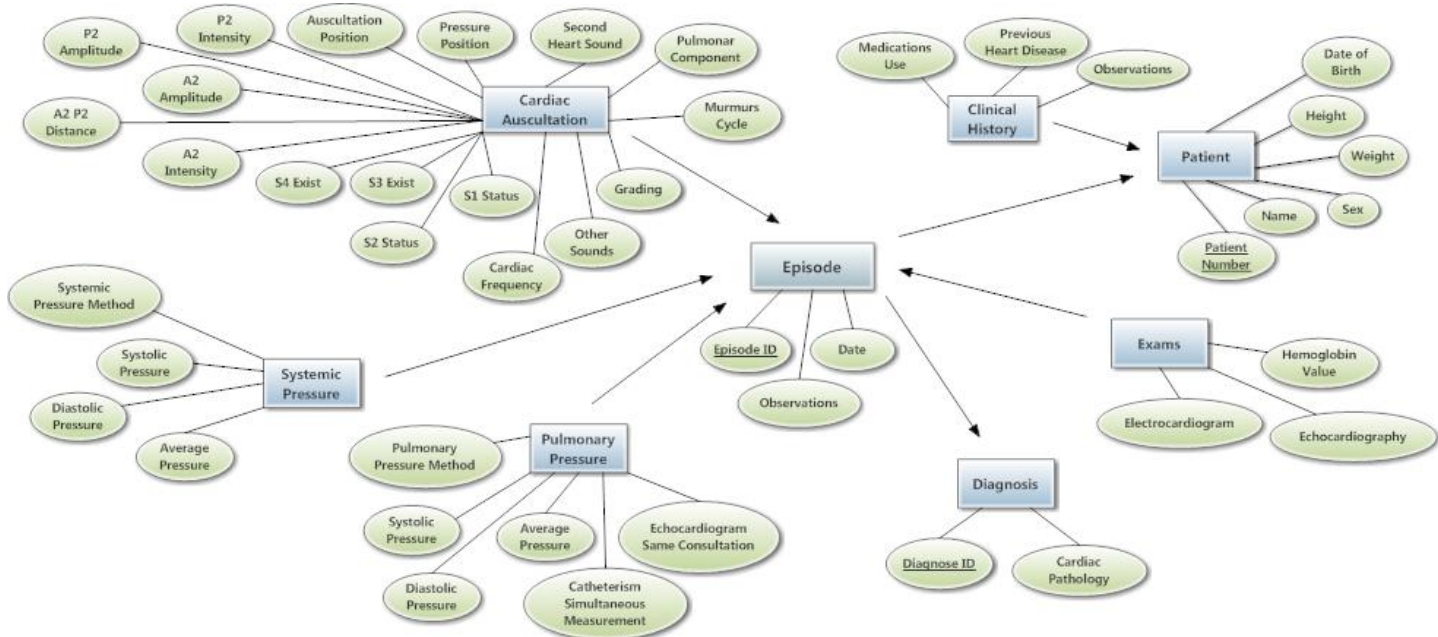 P2
Amplitude
P2
Intensity
Auscultation
Position
Pressure
Position
Second
Heart Sound
Pulmonar
Component
A2
Amplitude
A2 P2
Distance
A2
Intensity
Cardiac
Auscultation
Murmurs
Cycle
S4 Exist
S3 Exist
S1 Status
Grading
S2 Status
Cardiac
Frequency
Other
Sounds
Medications
Use
Previous
Heart Disease
Observations
Clinical
History
Date of
Birth
Height
Patient
Weight
Name
Sex
Patient
Number
Episode
Episode ID
Date
Observations
Systemic
Pressure Method
Systolic
Pressure
Systemic
Pressure
Diastolic
Pressure
Average
Pressure
Pulmonary
Pressure Method
Pulmonary
Pressure
Systolic
Pressure
Average
Pressure
Echocardiogram
Same Consultation
Diastolic
Pressure
Catheterism
Simultaneous
Measurement
Exams
Hemoglobin
Value
Electrocardiogram
Echocardiography
Diagnosis
Diagnose ID
Cardiac
Pathology